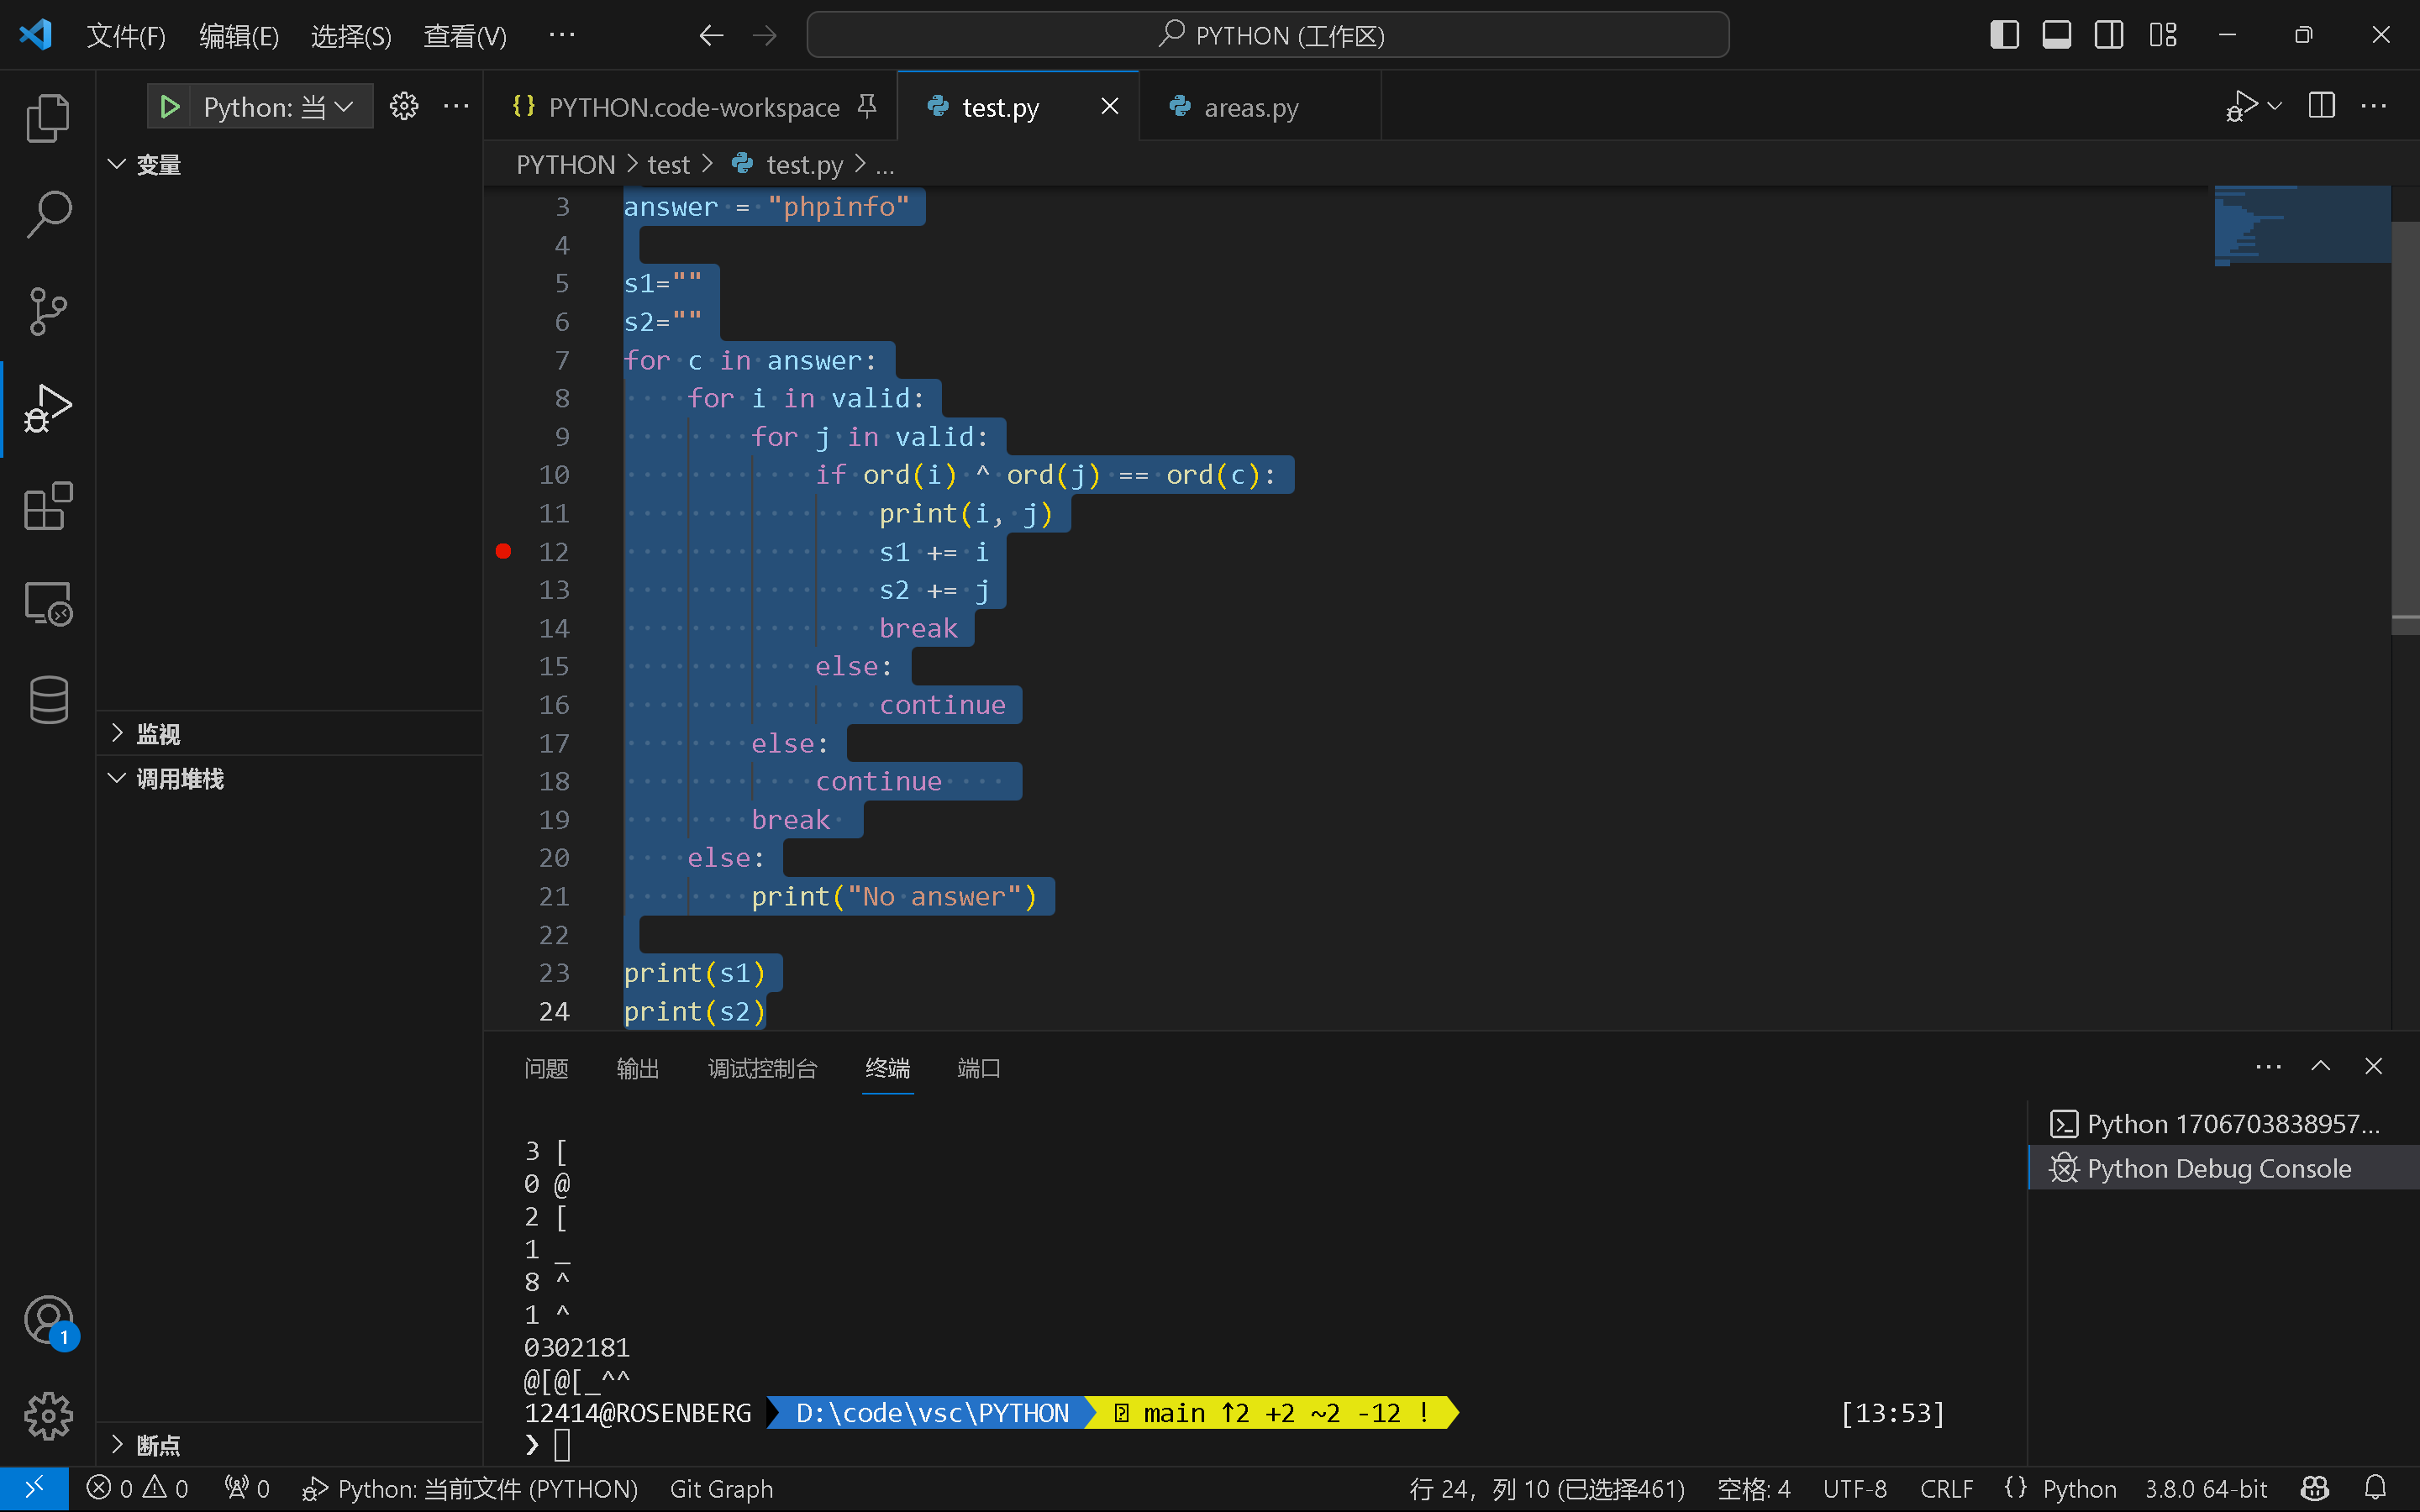 文件(F) 编辑(E) 选择(S) 查看(V) ··· PYTHON (工作区)
Python: 当 ···
{} PYTHON.code-workspace test.py areas.py ···
变量
PYTHON > test > test.py > ...
3 answer = "phpinfo"
4
5 s1=""
6 s2=""
7 for c in answer:
8 for i in valid:
9 for j in valid:
10 if ord(i) ^ ord(j) == ord(c):
11 print(i, j)
12 s1 += i
13 s2 += j
14 break
15 else:
16 continue
17 else:
18 continue
19 break
20 else:
21 print("No answer")
22
23 print(s1)
24 print(s2)
监视
调用堆栈
断点
问题 输出 调试控制台 终端 端口 ···
Python 1706703838957...
Python Debug Console
3 [
0 @
2 [
1 _
8 ^
1 ^
0302181
@[@[_^^
12414@ROSENBERG D:\code\vsc\PYTHON main ↑2 +2 ~2 -12 ! [13:53]
❯
1
0 0 0 Python: 当前文件 (PYTHON) Git Graph 行 24，列 10 (已选择461) 空格: 4 UTF-8 CRLF {} Python 3.8.0 64-bit